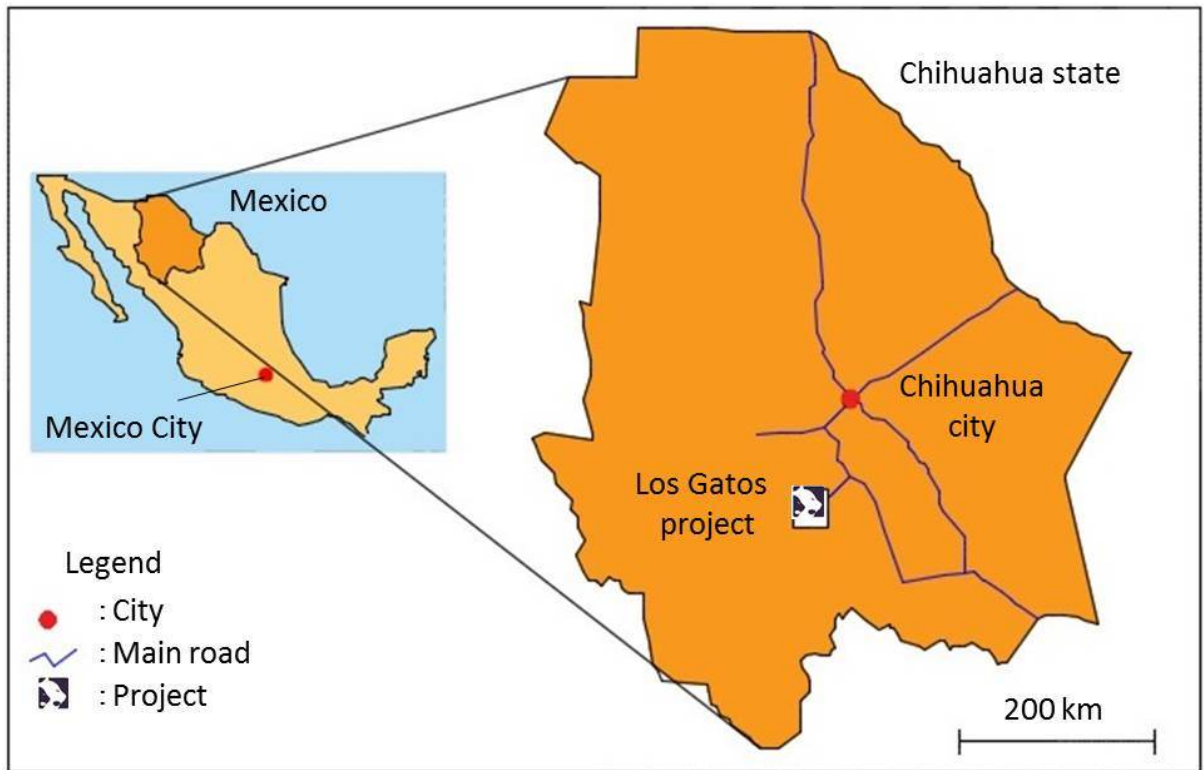 Chihuahua state
Mexico
Mexico City
Chihuahua
city
Los Gatos
project
Legend
: City
: Main road
: Project
200 km